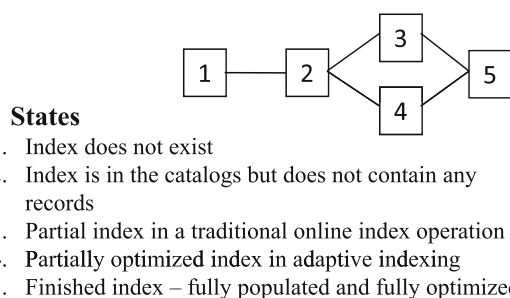 3
1 2 5
4
States
. Index does not exist
. Index is in the catalogs but does not contain any
records
. Partial index in a traditional online index operation
. Partially optimized index in adaptive indexing
. Finished index – fully populated and fully optimized